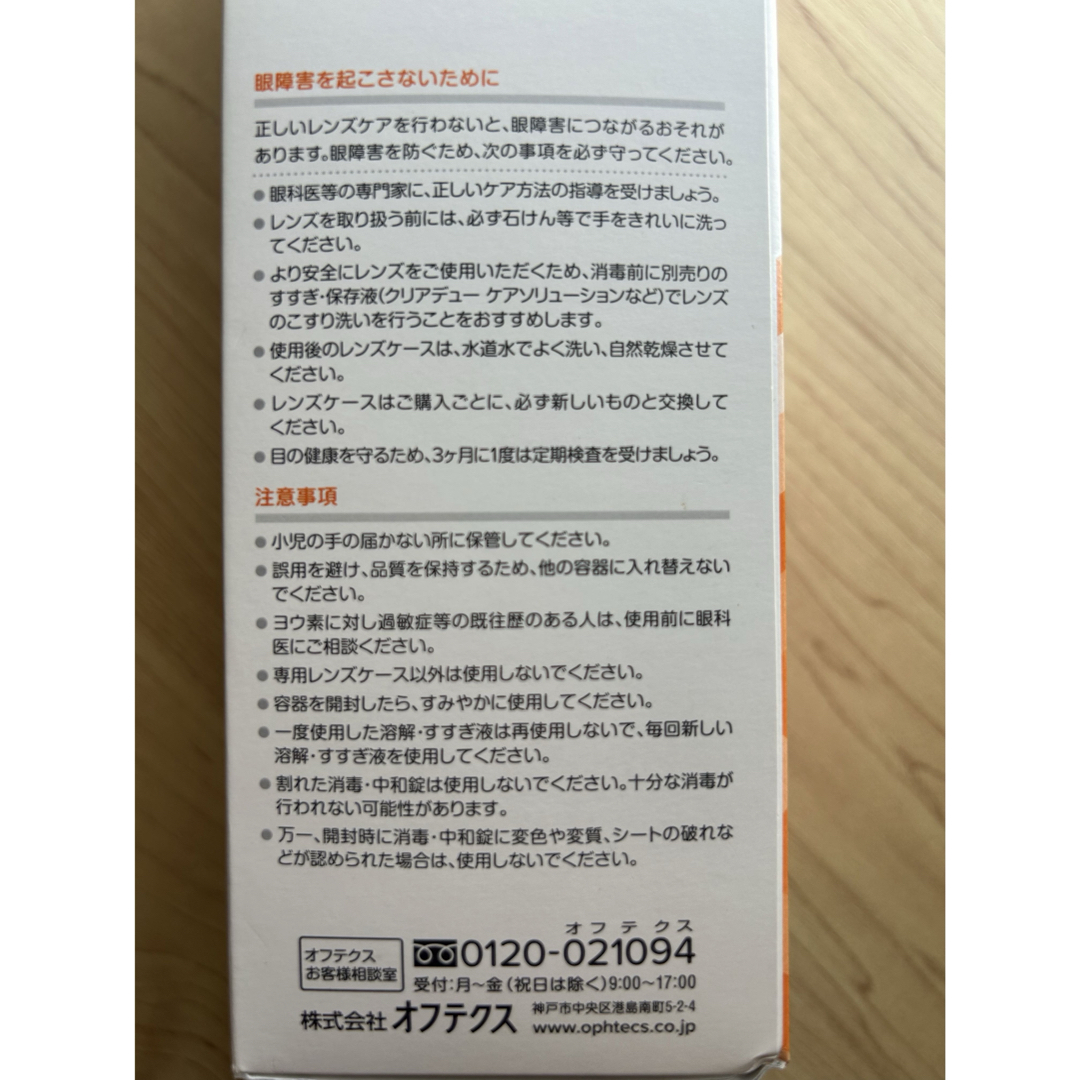 眼障害を起こさないために
正しいレンズケアを行わないと、眼障害につながるおそれが
あります。眼障害を防ぐため、次の事項を必ず守ってください。
●眼科医等の専門家に、正しいケア方法の指導を受けましょう。
●レンズを取り扱う前には、必ず石けん等で手をきれいに洗っ
てください。
●より安全にレンズをご使用いただくため、消毒前に別売りの
すすぎ・保存液(クリアデュー ケアソリューションなど)でレンズ
のこすり洗いを行うことをおすすめします。
●使用後のレンズケースは、水道水でよく洗い、自然乾燥させて
ください。
●レンズケースはご購入ごとに、必ず新しいものと交換して
ください。
●目の健康を守るため、3ヶ月に1度は定期検査を受けましょう。
注意事項
●小児の手の届かない所に保管してください。
●誤用を避け、品質を保持するため、他の容器に入れ替えない
でください。
●ヨウ素に対し過敏症等の既往歴のある人は、使用前に眼科
医にご相談ください。
●専用レンズケース以外は使用しないでください。
●容器を開封したら、すみやかに使用してください。
●一度使用した溶解・すすぎ液は再使用しないで、毎回新しい
溶解・すすぎ液を使用してください。
●割れた消毒・中和錠は使用しないでください。十分な消毒が
行われない可能性があります。
●万一、開封時に消毒・中和錠に変色や変質、シートの破れな
どが認められた場合は、使用しないでください。
オフテクス
オフテクス
お客様相談室
0120-021094
受付:月~金(祝日は除く)9:00~17:00
株式会社オフテクス
神戸市中央区港島南町5-2-4
www.ophtecs.co.jp